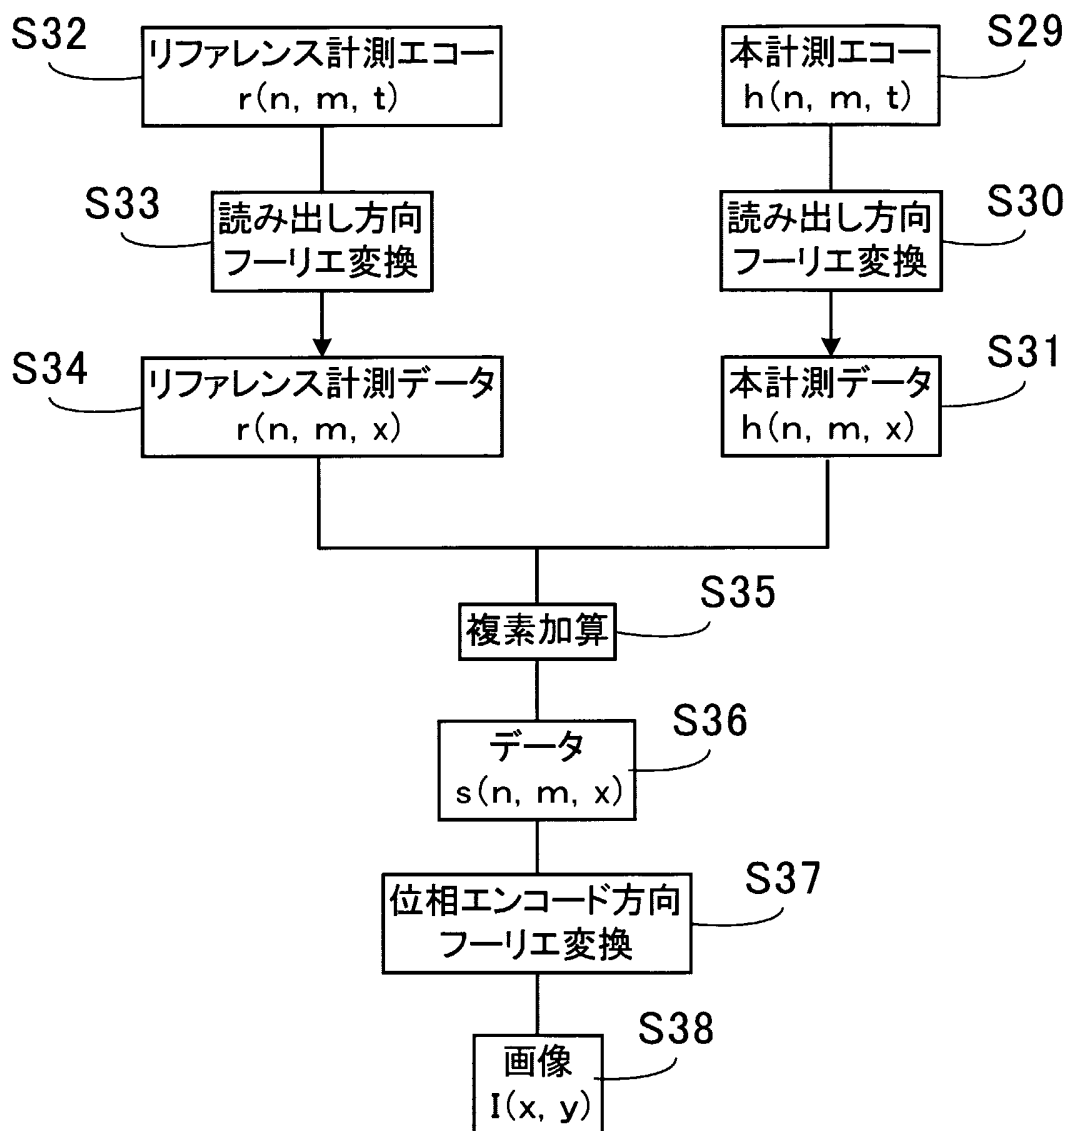 S32
リファレンス計測エコー
r(n, m, t)
S29
本計測エコー
h(n, m, t)
S33
読み出し方向
フーリエ変換
S30
読み出し方向
フーリエ変換
S34
リファレンス計測データ
r(n, m, x)
S31
本計測データ
h(n, m, x)
S35
複素加算
S36
データ
s(n, m, x)
S37
位相エンコード方向
フーリエ変換
S38
画像
I(x, y)